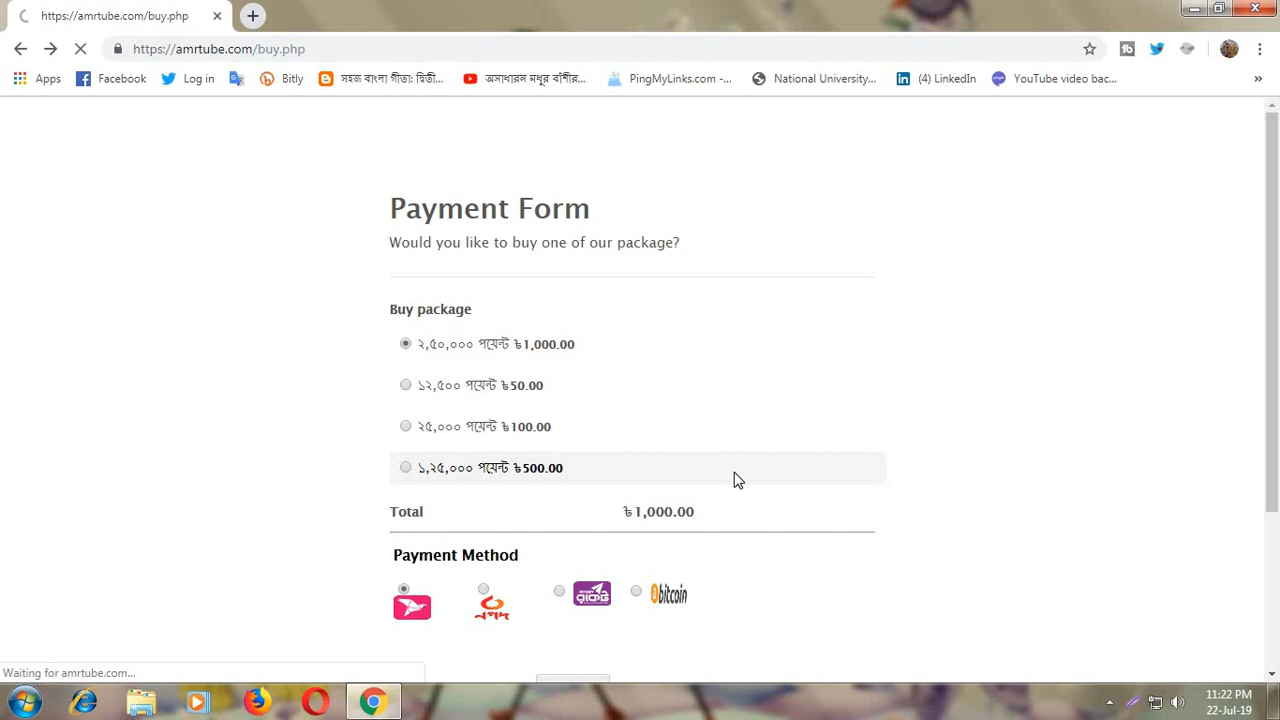 https://amrtube.com/buy.php
https://amrtube.com/buy.php
Apps Facebook Log in Bitly সহজ বাংলা গীতা: দ্বিতী... অসাধারল মধুর বাঁশীর... PingMyLinks.com -... National University... (4) LinkedIn YouTube video bac... »
Payment Form
Would you like to buy one of our package?
Buy package
২,৫০,০০০ পয়েন্ট ৳1,000.00
১২,৫০০ পয়েন্ট ৳50.00
২৫,০০০ পয়েন্ট ৳100.00
১,২৫,০০০ পয়েন্ট ৳500.00
Total ৳1,000.00
Payment Method
নগদ রকেট bitcoin
Waiting for amrtube.com...
11:22 PM
22-Jul-19